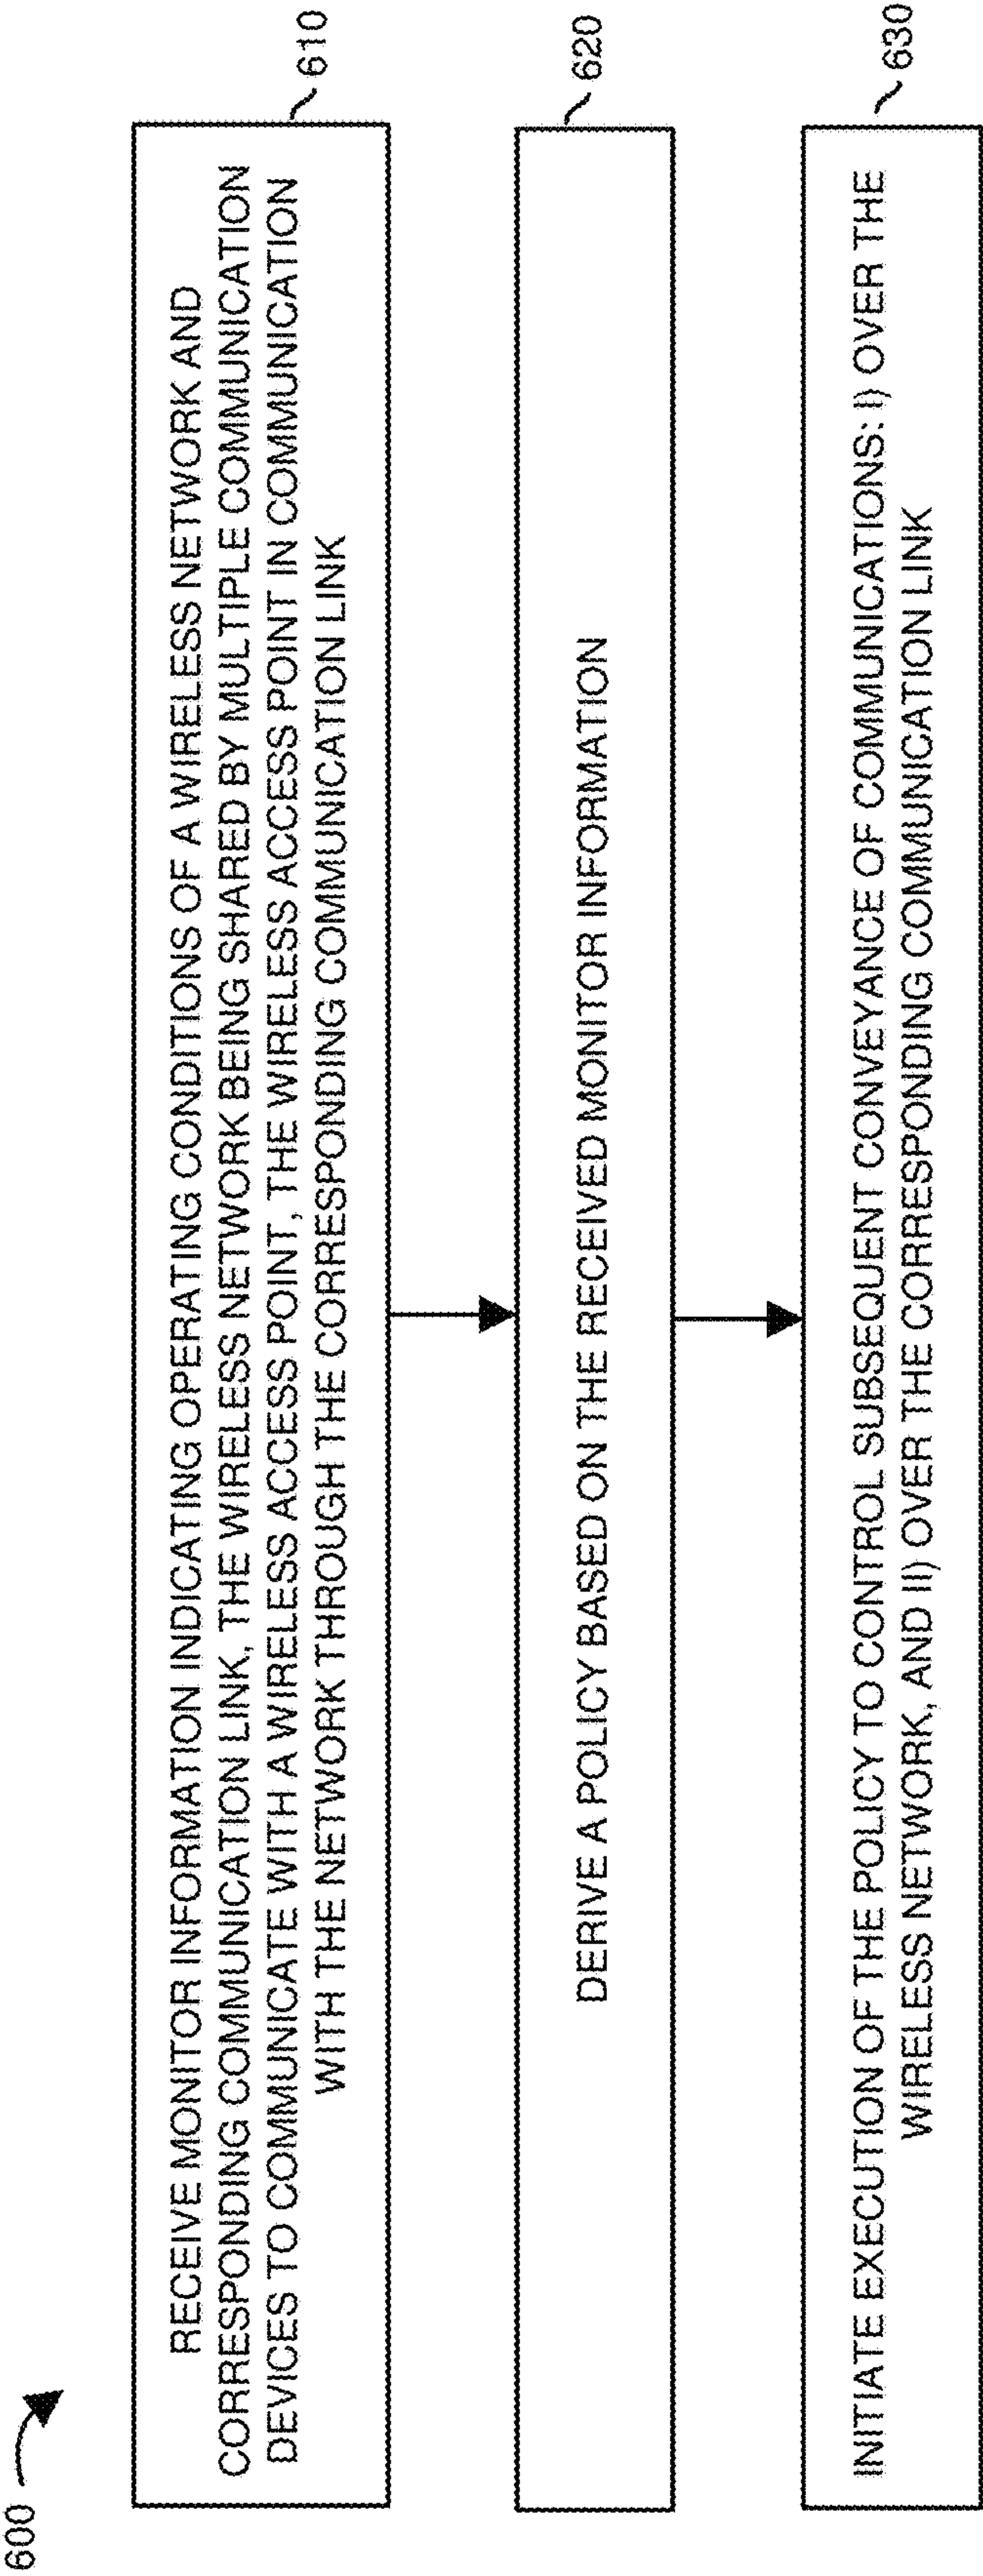 600
RECEIVE MONITOR INFORMATION INDICATING OPERATING CONDITIONS OF A WIRELESS NETWORK AND
CORRESPONDING COMMUNICATION LINK, THE WIRELESS NETWORK BEING SHARED BY MULTIPLE COMMUNICATION
DEVICES TO COMMUNICATE WITH A WIRELESS ACCESS POINT, THE WIRELESS ACCESS POINT IN COMMUNICATION
WITH THE NETWORK THROUGH THE CORRESPONDING COMMUNICATION LINK
610
DERIVE A POLICY BASED ON THE RECEIVED MONITOR INFORMATION
620
INITIATE EXECUTION OF THE POLICY TO CONTROL SUBSEQUENT CONVEYANCE OF COMMUNICATIONS: I) OVER THE
WIRELESS NETWORK, AND II) OVER THE CORRESPONDING COMMUNICATION LINK
630